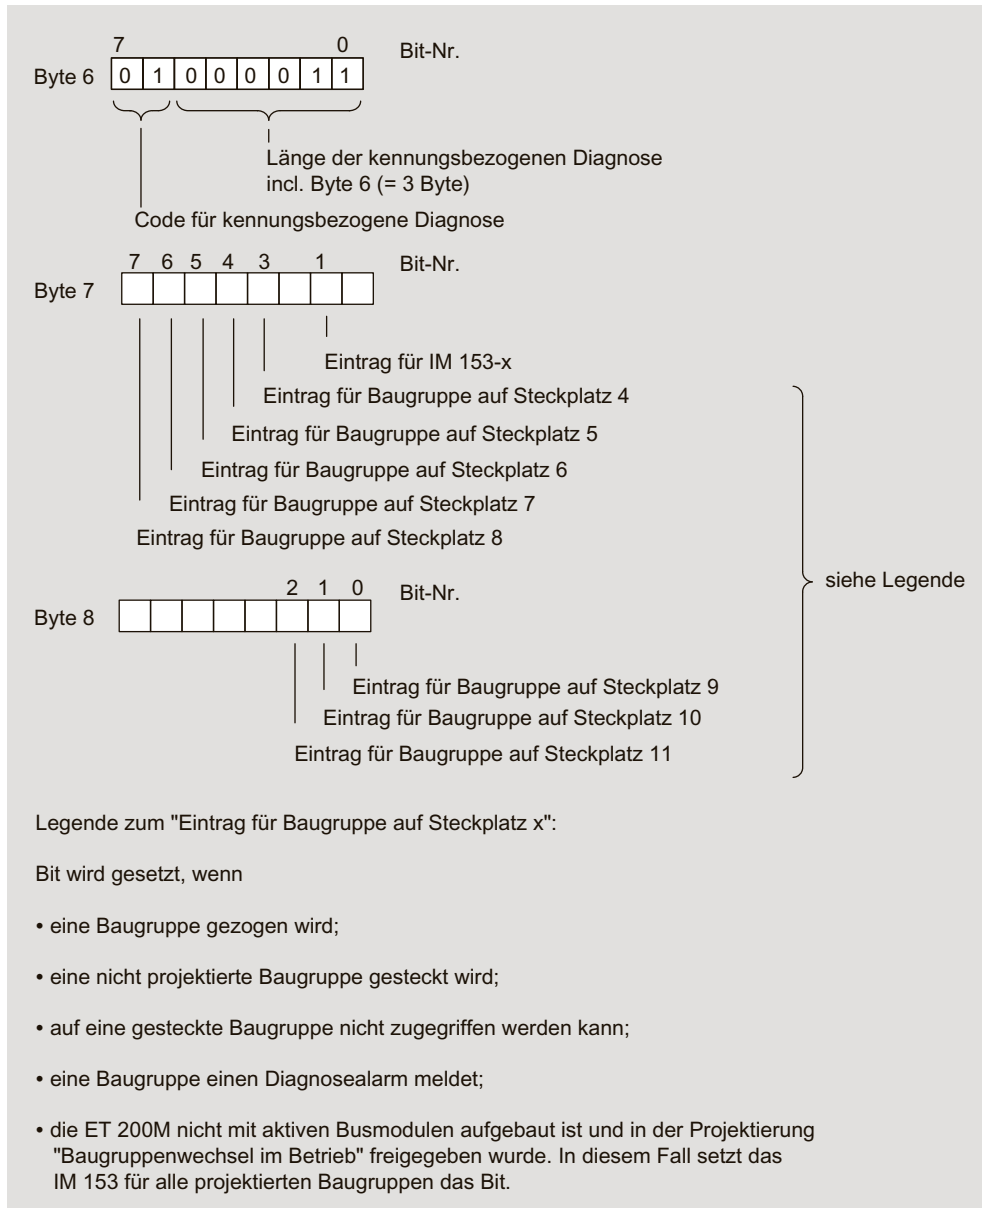 7 0 Bit-Nr.
Byte 6 0 1 0 0 0 0 1 1
Länge der kennungsbezogenen Diagnose
incl. Byte 6 (= 3 Byte)
Code für kennungsbezogene Diagnose
7 6 5 4 3 1 Bit-Nr.
Byte 7
Eintrag für IM 153-x
Eintrag für Baugruppe auf Steckplatz 4
Eintrag für Baugruppe auf Steckplatz 5
Eintrag für Baugruppe auf Steckplatz 6
Eintrag für Baugruppe auf Steckplatz 7
Eintrag für Baugruppe auf Steckplatz 8
siehe Legende
2 1 0 Bit-Nr.
Byte 8
Eintrag für Baugruppe auf Steckplatz 9
Eintrag für Baugruppe auf Steckplatz 10
Eintrag für Baugruppe auf Steckplatz 11
Legende zum "Eintrag für Baugruppe auf Steckplatz x":
Bit wird gesetzt, wenn
• eine Baugruppe gezogen wird;
• eine nicht projektierte Baugruppe gesteckt wird;
• auf eine gesteckte Baugruppe nicht zugegriffen werden kann;
• eine Baugruppe einen Diagnosealarm meldet;
• die ET 200M nicht mit aktiven Busmodulen aufgebaut ist und in der Projektierung
"Baugruppenwechsel im Betrieb" freigegeben wurde. In diesem Fall setzt das
IM 153 für alle projektierten Baugruppen das Bit.